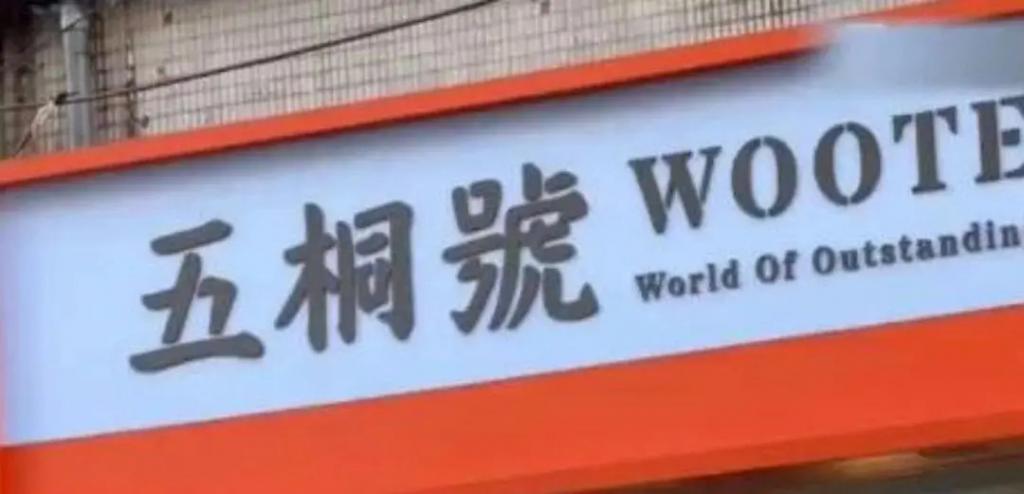 五桐號
WOOTE
World Of Outstandin